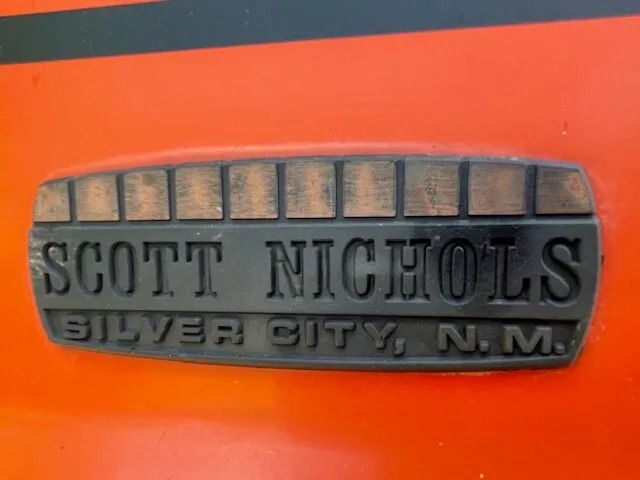 SCOTT NICHOLS
SILVER CITY, N.M.